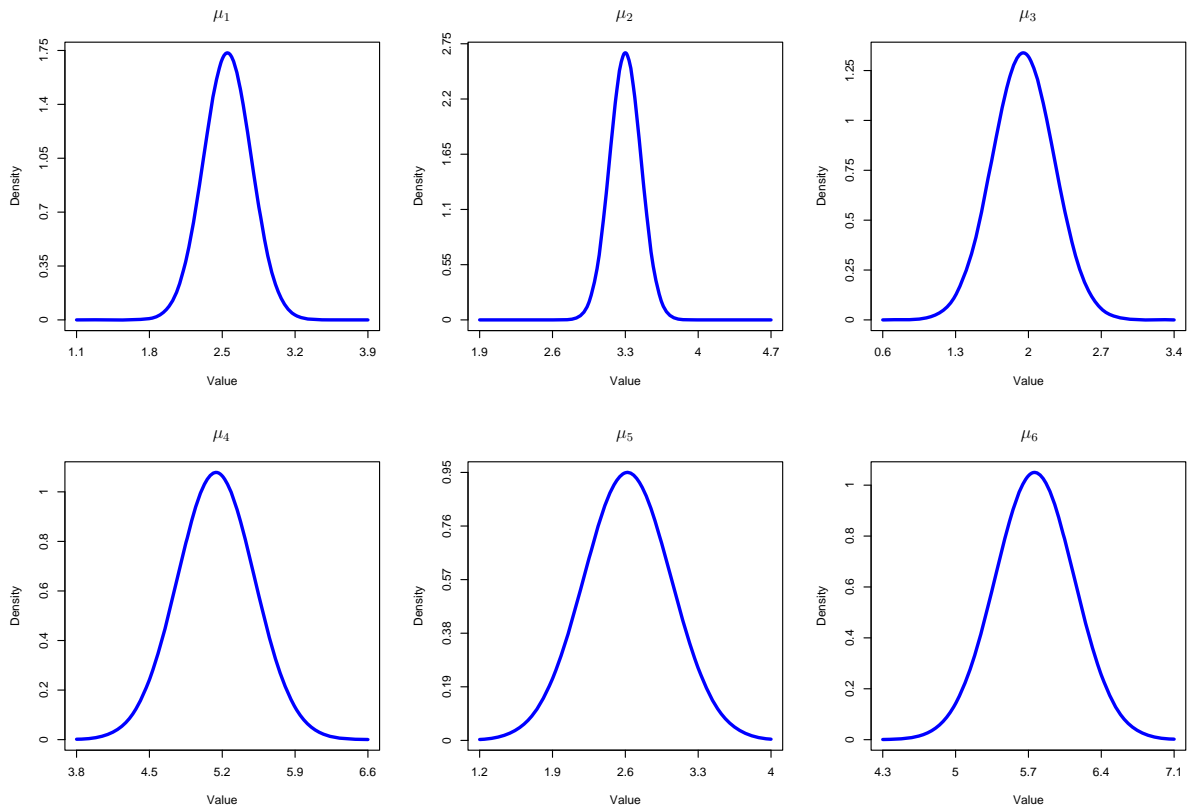 μ₁
Density
1.75
1.4
1.05
0.7
0.35
0
1.1 1.8 2.5 3.2 3.9
Value
μ₂
Density
2.75
2.2
1.65
1.1
0.55
0
1.9 2.6 3.3 4 4.7
Value
μ₃
Density
1.25
1
0.75
0.5
0.25
0
0.6 1.3 2 2.7 3.4
Value
μ₄
Density
1
0.8
0.6
0.4
0.2
0
3.8 4.5 5.2 5.9 6.6
Value
μ₅
Density
0.95
0.76
0.57
0.38
0.19
0
1.2 1.9 2.6 3.3 4
Value
μ₆
Density
1
0.8
0.6
0.4
0.2
0
4.3 5 5.7 6.4 7.1
Value